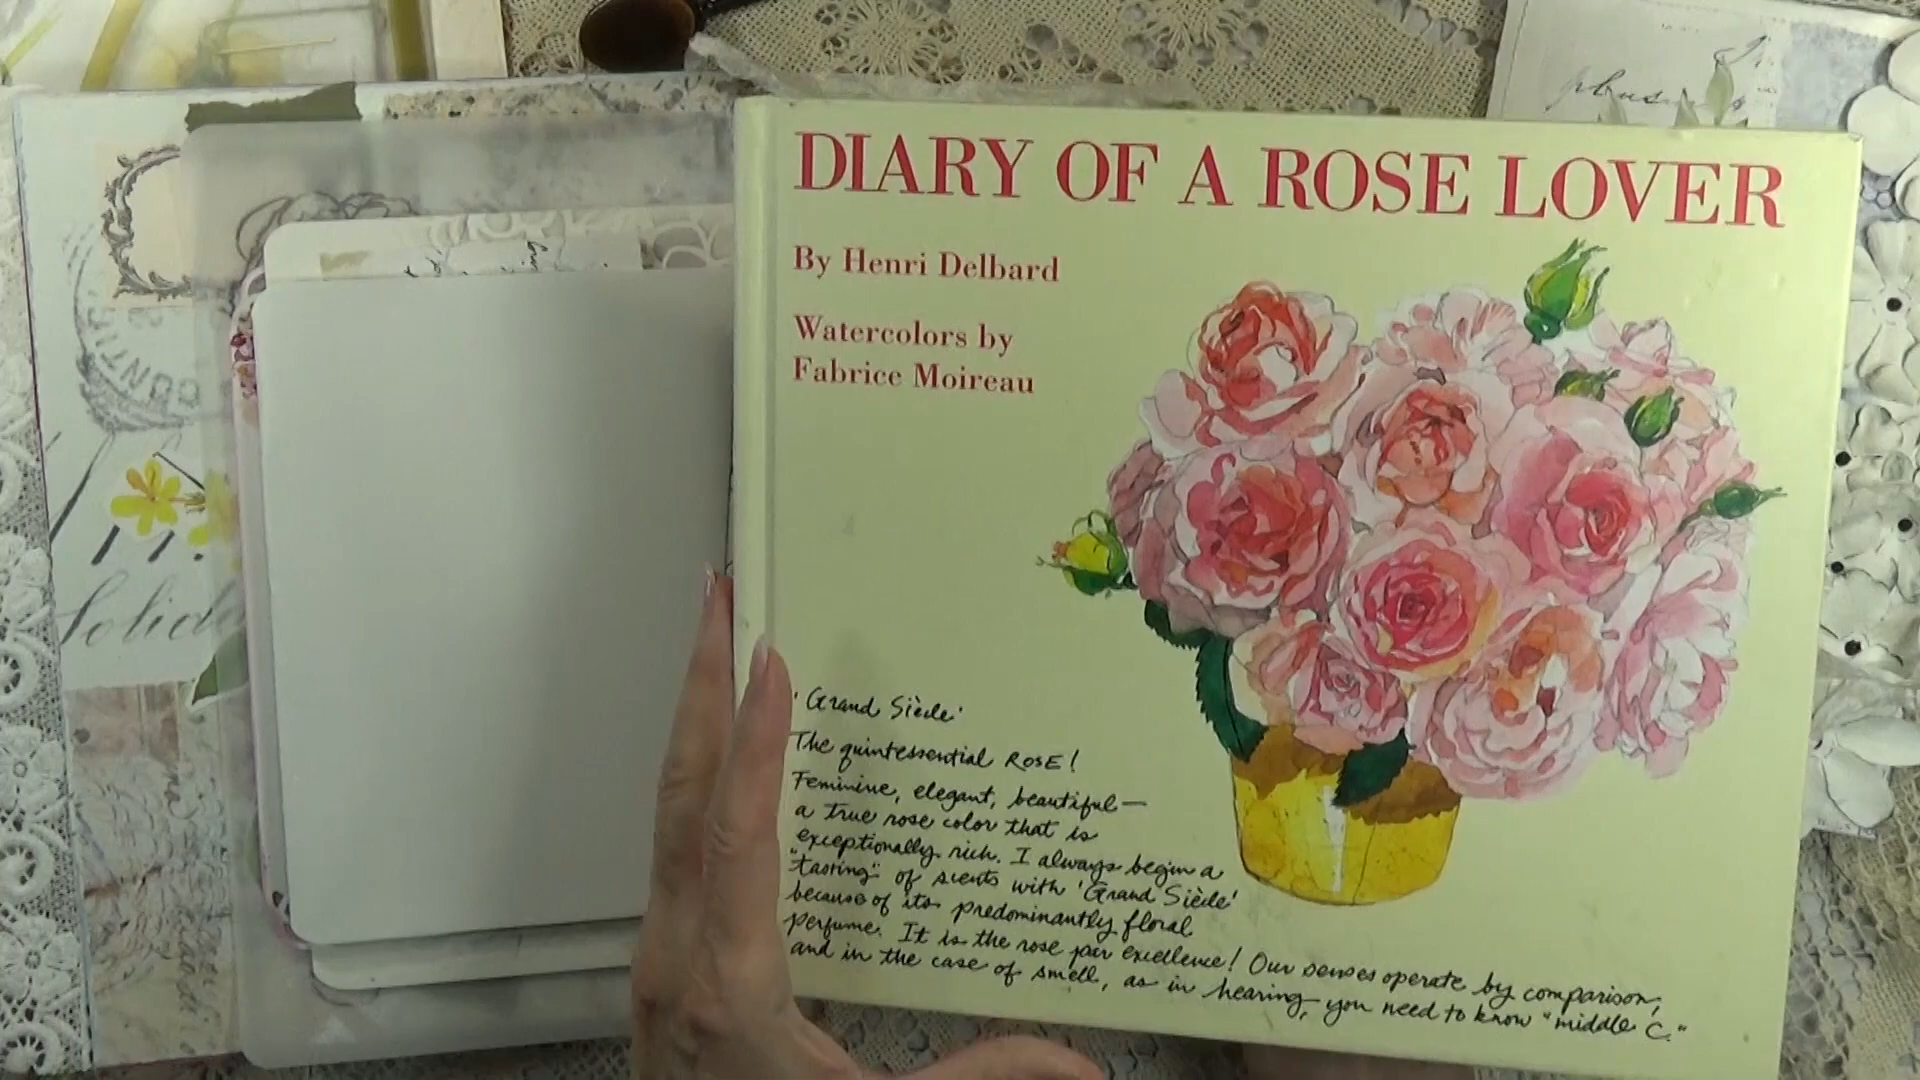 DIARY OF A ROSE LOVER
By Henri Delbard
Watercolors by
Fabrice Moireau
'Grand Siècle'
The quintessential ROSE!
Feminine, elegant, beautiful—
a true rose color that is
exceptionally rich. I always begin a
"tasting" of scents with 'Grand Siècle'
because of its predominantly floral
perfume. It is the rose par excellence! Our senses operate by comparison,
and in the case of smell, as in hearing, you need to know "middle C."
Solid
plus